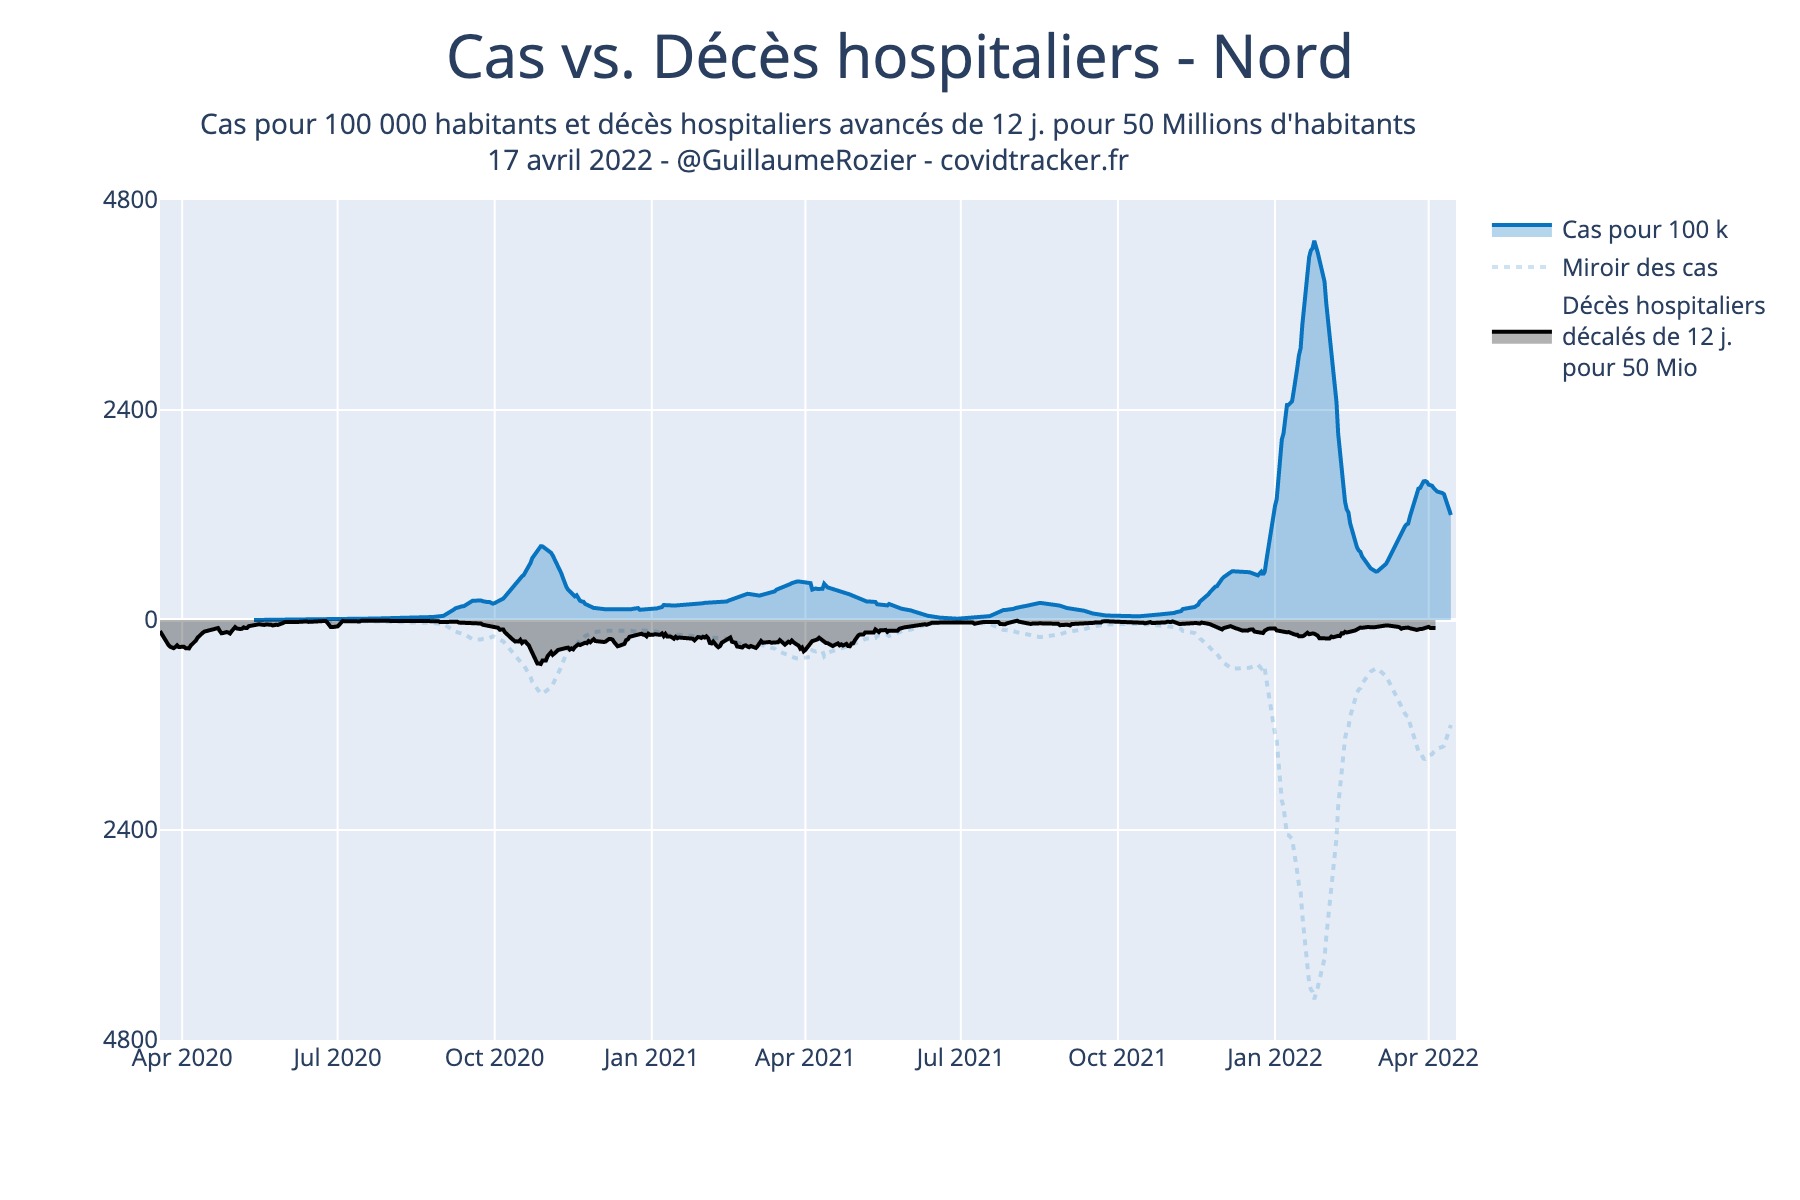 Cas vs. Décès hospitaliers - Nord
Cas pour 100 000 habitants et décès hospitaliers avancés de 12 j. pour 50 Millions d'habitants
17 avril 2022 - @GuillaumeRozier - covidtracker.fr
4800
2400
0
2400
4800
Apr 2020 Jul 2020 Oct 2020 Jan 2021 Apr 2021 Jul 2021 Oct 2021 Jan 2022 Apr 2022
Cas pour 100 k
Miroir des cas
Décès hospitaliers
décalés de 12 j.
pour 50 Mio